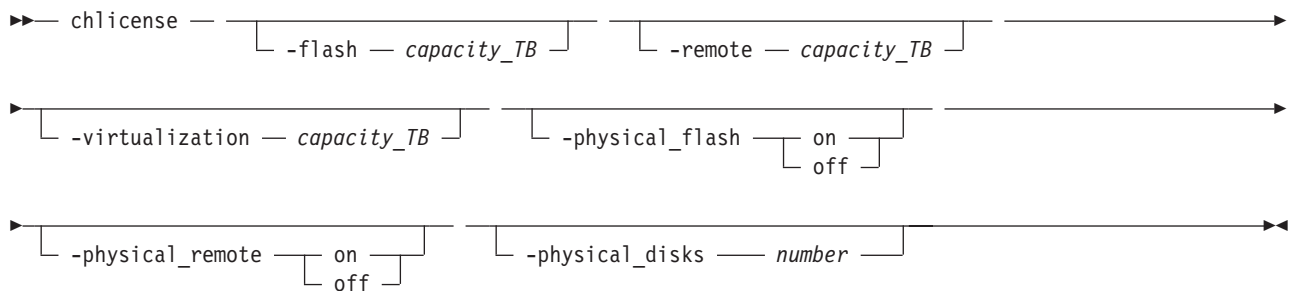 chlicense
-flash capacity_TB -remote capacity_TB
-virtualization capacity_TB -physical_flash on
off
-physical_remote on -physical_disks number
off